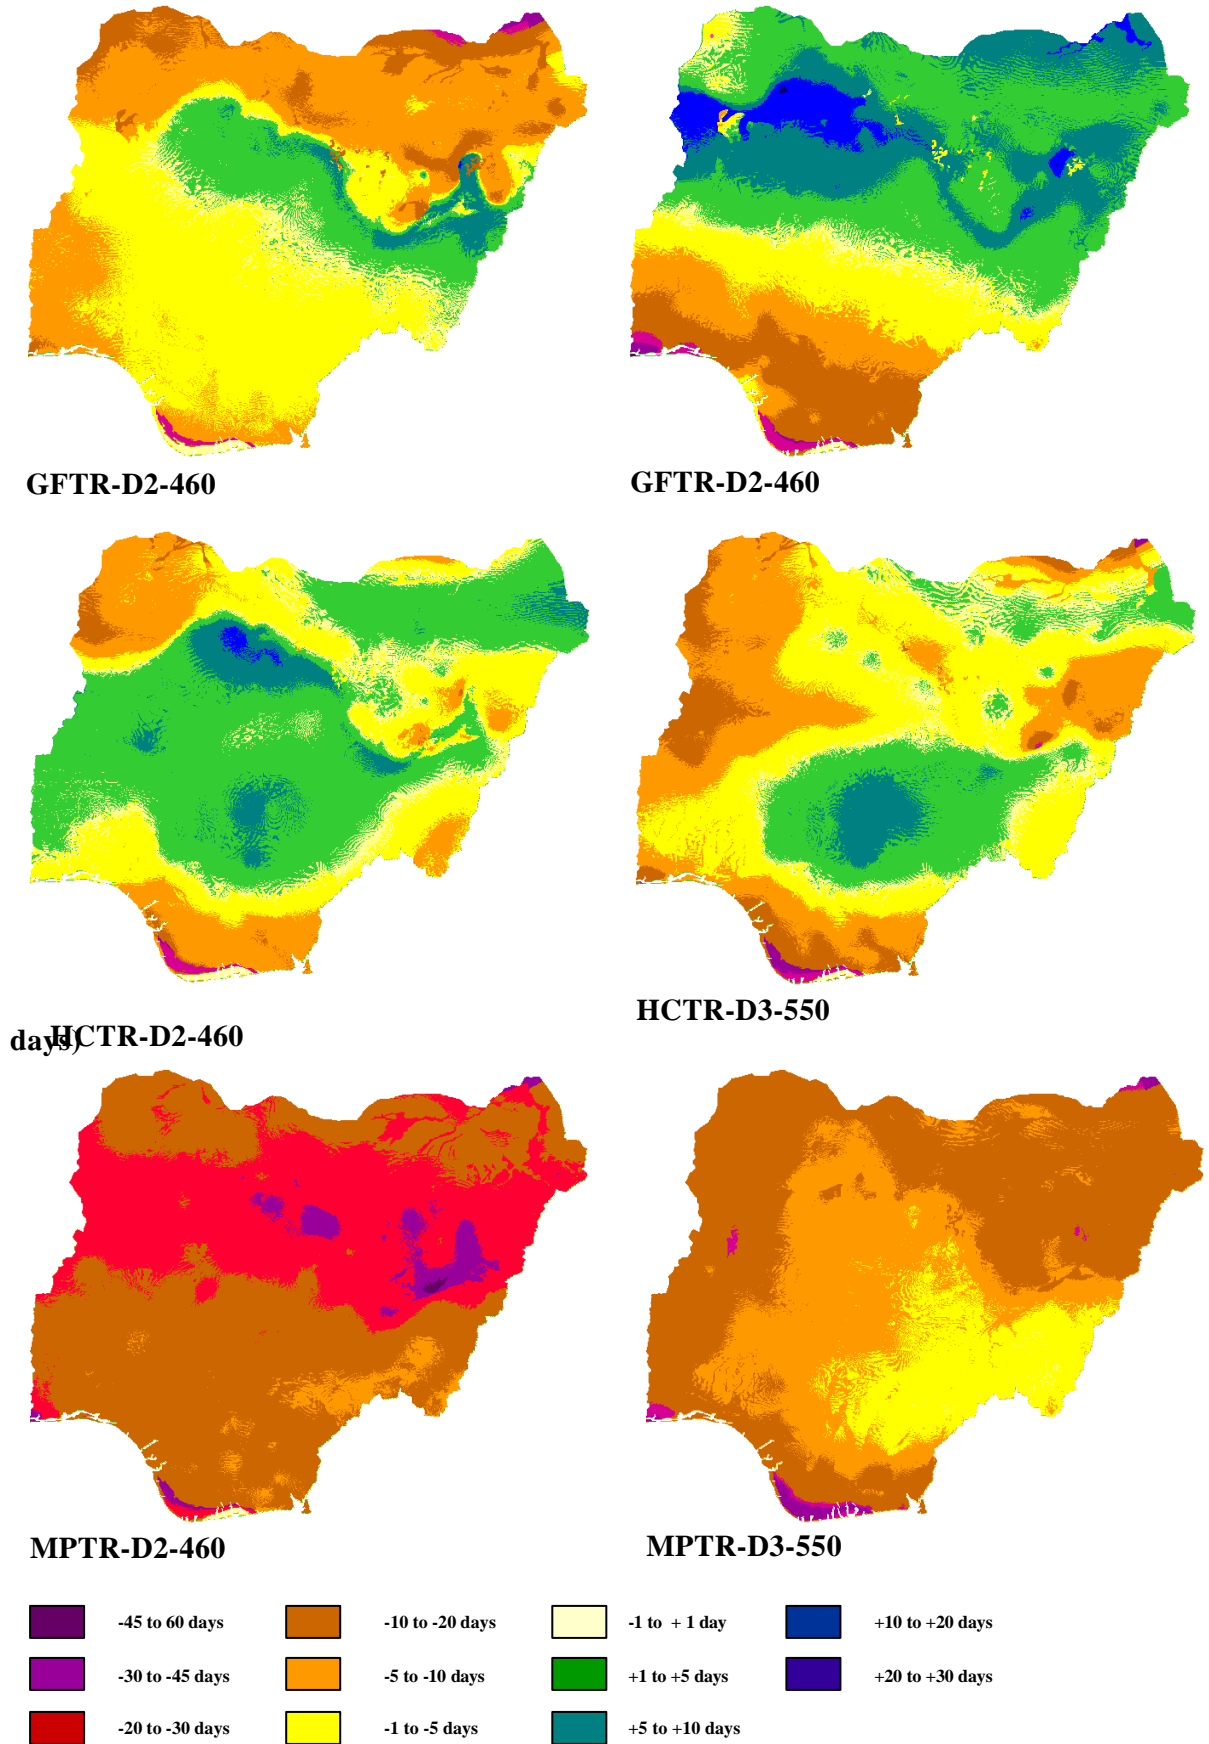 GFTR-D2-460
GFTR-D2-460
HCTR-D3-550
days)
HCTR-D2-460
MPTR-D2-460
MPTR-D3-550
-45 to 60 days
-10 to -20 days
-1 to + 1 day
+10 to +20 days
-30 to -45 days
-5 to -10 days
+1 to +5 days
+20 to +30 days
-20 to -30 days
-1 to -5 days
+5 to +10 days